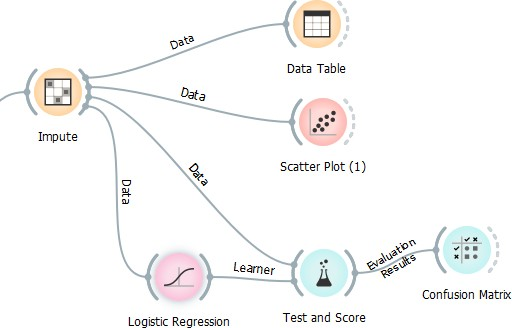 Data
Data Table
Data
Impute
Scatter Plot (1)
Data
Data
Learner
Evaluation
Results
Logistic Regression
Test and Score
Confusion Matrix